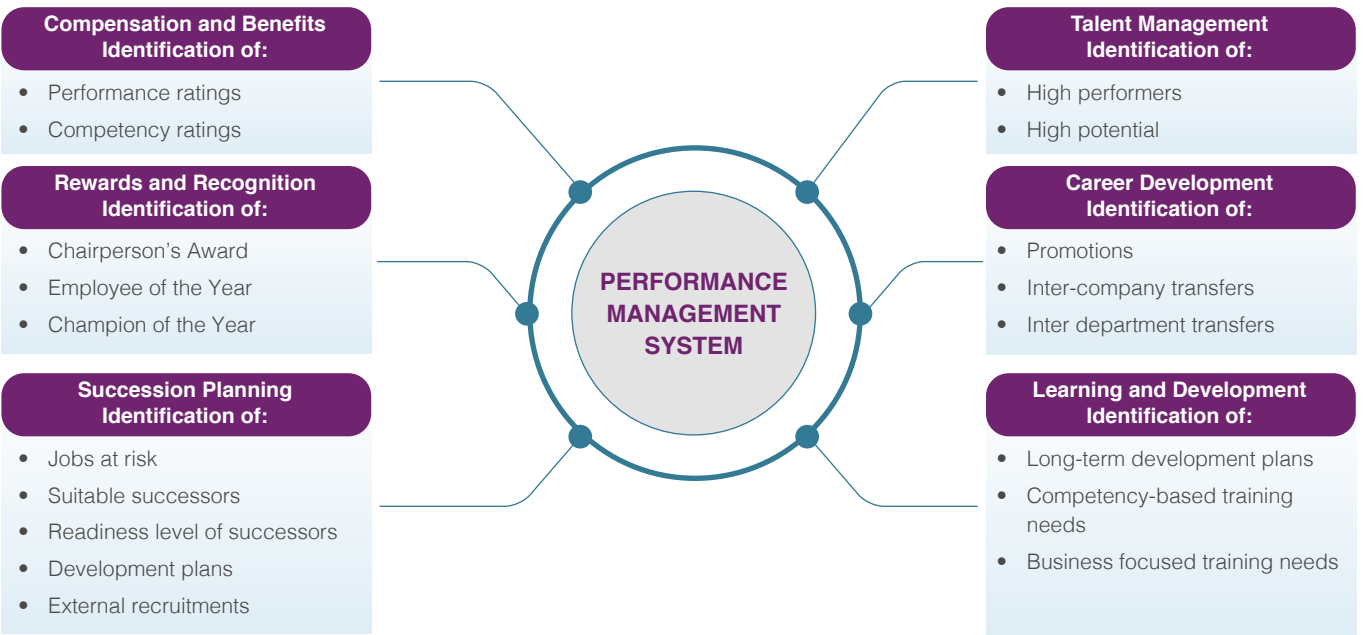 Compensation and Benefits
Identification of:
• Performance ratings
• Competency ratings
Rewards and Recognition
Identification of:
• Chairperson’s Award
• Employee of the Year
• Champion of the Year
Succession Planning
Identification of:
• Jobs at risk
• Suitable successors
• Readiness level of successors
• Development plans
• External recruitments
PERFORMANCE
MANAGEMENT
SYSTEM
Talent Management
Identification of:
• High performers
• High potential
Career Development
Identification of:
• Promotions
• Inter-company transfers
• Inter department transfers
Learning and Development
Identification of:
• Long-term development plans
• Competency-based training
needs
• Business focused training needs